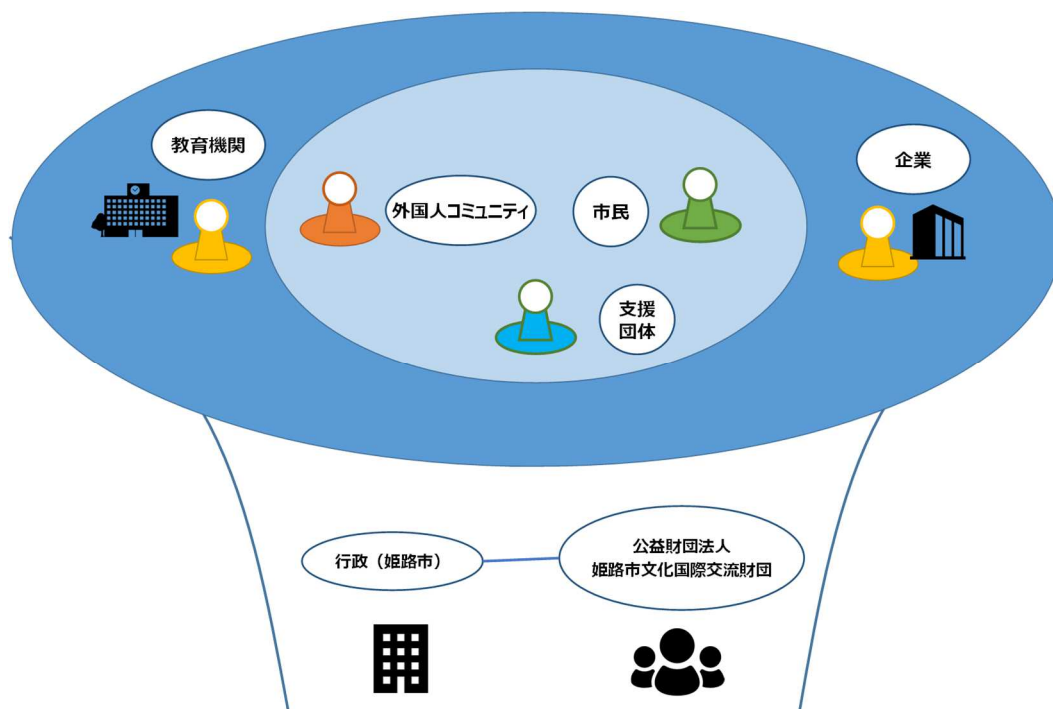 教育機関
企業
外国人コミュニティ
市民
支援
団体
行政（姫路市）
公益財団法人
姫路市文化国際交流財団